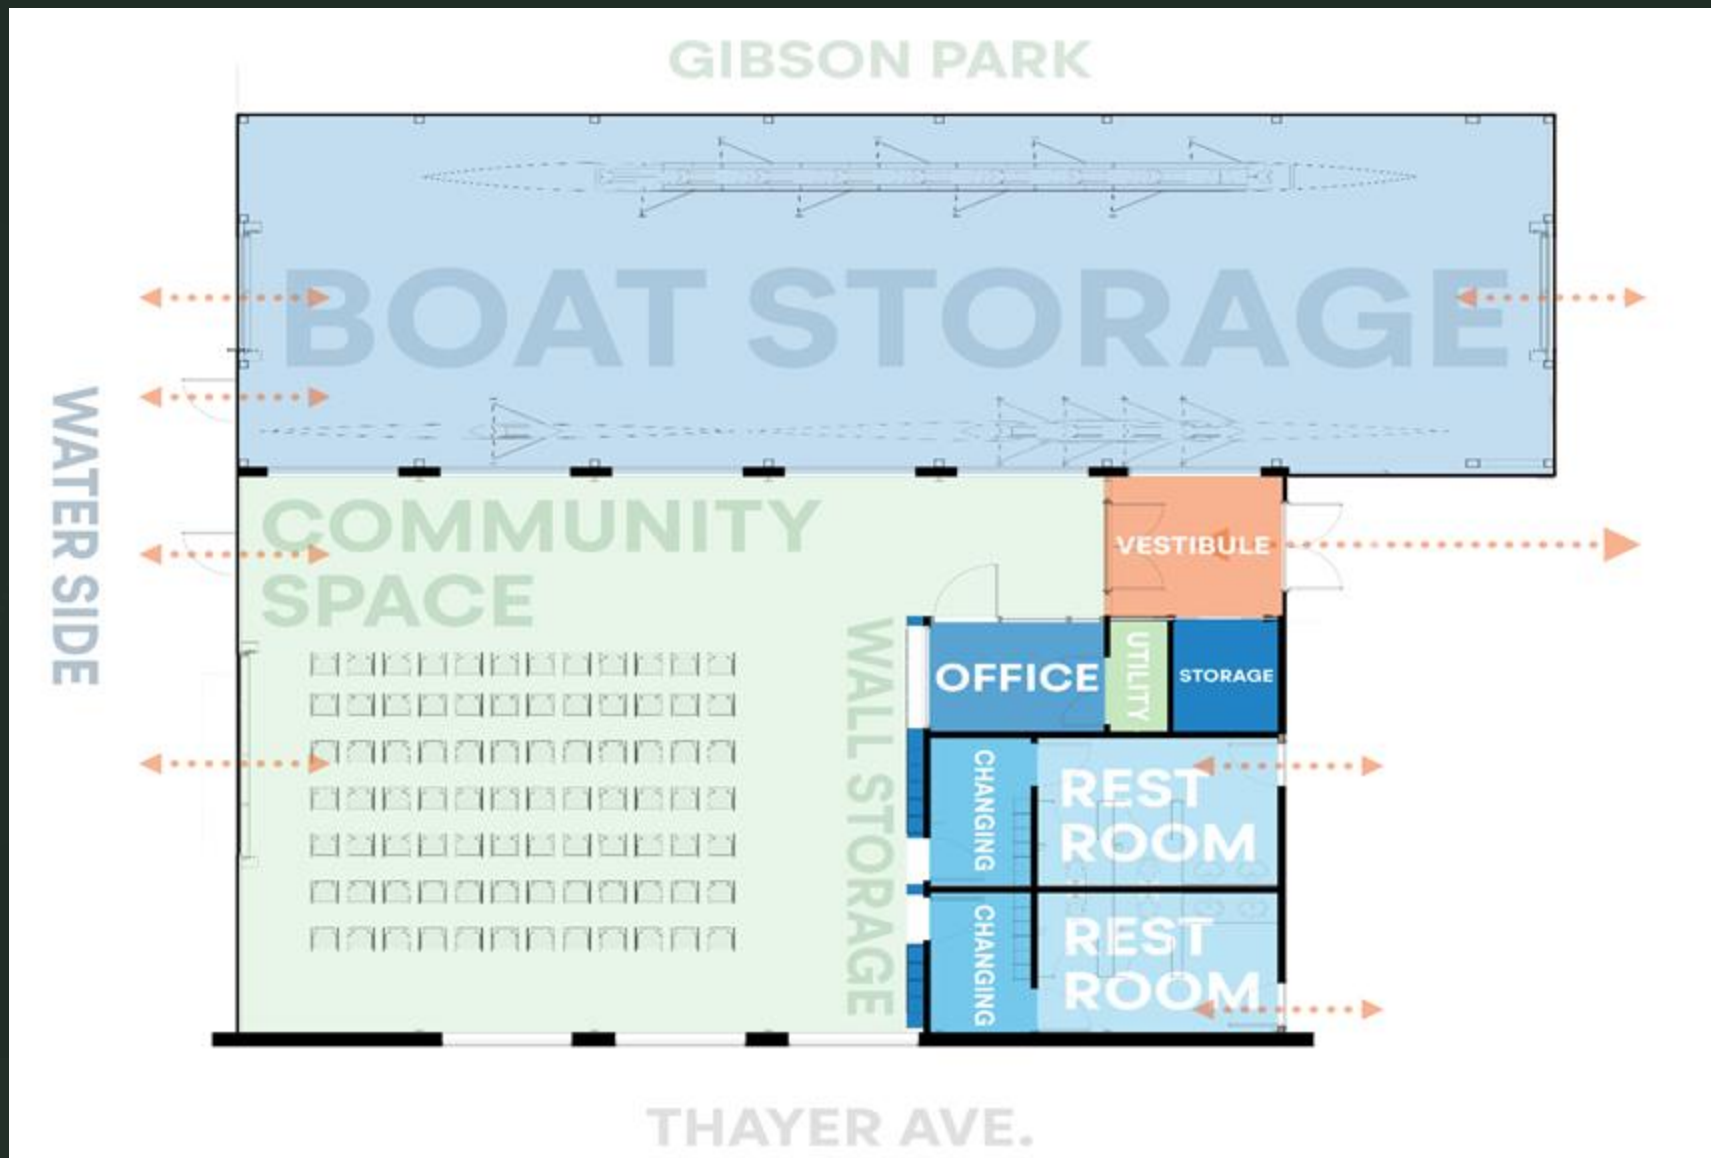 GIBSON PARK
BOAT STORAGE
WATER SIDE
COMMUNITY
SPACE
VESTIBULE
WALL STORAGE
OFFICE
UTILITY
STORAGE
CHANGING
REST
ROOM
CHANGING
REST
ROOM
THAYER AVE.